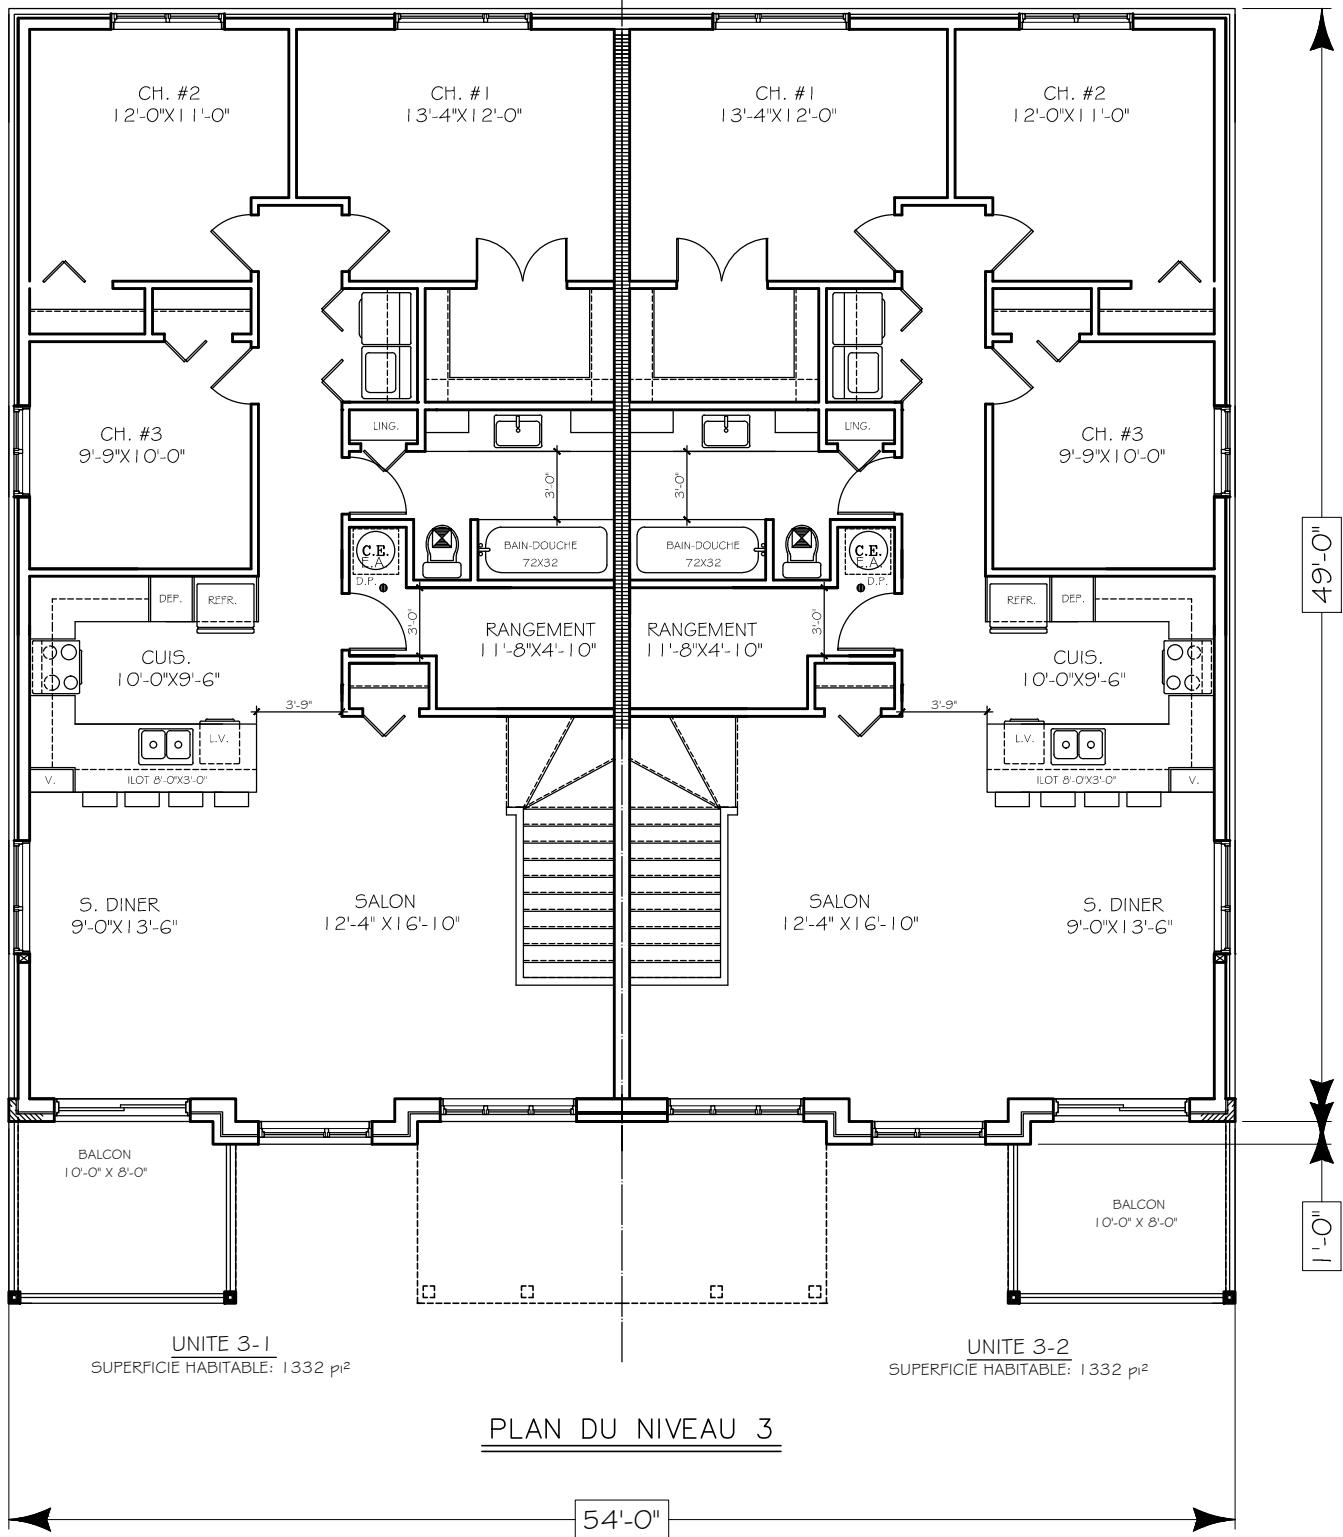 CH. #2
12'-0"X11'-0"
CH. #1
13'-4"X12'-0"
CH. #1
13'-4"X12'-0"
CH. #2
12'-0"X11'-0"
CH. #3
9'-9"X10'-0"
LING.
LING.
CH. #3
9'-9"X10'-0"
3'-0"
3'-0"
BAIN-DOUCHE
72X32
BAIN-DOUCHE
72X32
C.E.
E.A.
D.P.
C.E.
E.A.
D.P.
49'-0"
DEP.
REFR.
REFR.
DEP.
3'-0"
3'-0"
RANGEMENT
11'-8"X4'-10"
RANGEMENT
11'-8"X4'-10"
CUIS.
10'-0"X9'-6"
CUIS.
10'-0"X9'-6"
3'-9"
3'-9"
L.V.
L.V.
V.
ILOT 8'-0"X3'-0"
ILOT 8'-0"X3'-0"
V.
S. DINER
9'-0"X13'-6"
SALON
12'-4" X16'-10"
SALON
12'-4" X16'-10"
S. DINER
9'-0"X13'-6"
BALCON
10'-0" X 8'-0"
BALCON
10'-0" X 8'-0"
1'-0"
UNITE 3-1
SUPERFICIE HABITABLE: 1332 pi²
UNITE 3-2
SUPERFICIE HABITABLE: 1332 pi²
PLAN DU NIVEAU 3
54'-0"